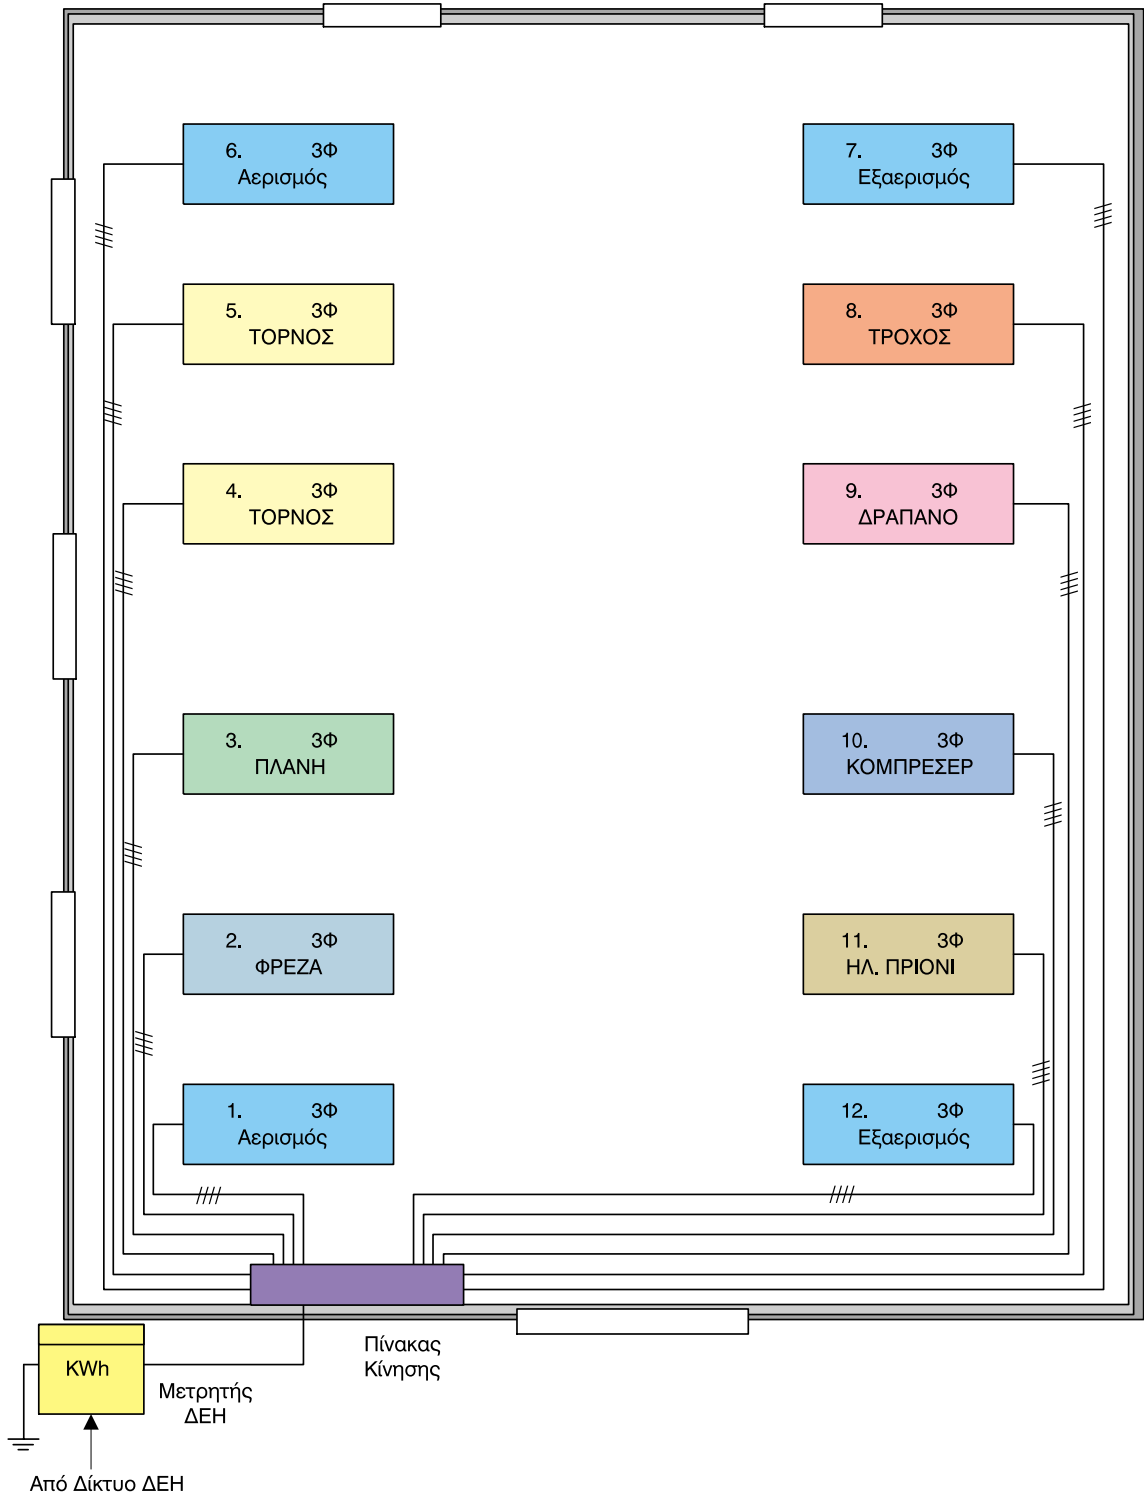 6. 3Φ
Αερισμός
7. 3Φ
Εξαερισμός
5. 3Φ
ΤΟΡΝΟΣ
8. 3Φ
ΤΡΟΧΟΣ
4. 3Φ
ΤΟΡΝΟΣ
9. 3Φ
ΔΡΑΠΑΝΟ
3. 3Φ
ΠΛΑΝΗ
10. 3Φ
ΚΟΜΠΡΕΣΕΡ
2. 3Φ
ΦΡΕΖΑ
11. 3Φ
ΗΛ. ΠΡΙΟΝΙ
1. 3Φ
Αερισμός
12. 3Φ
Εξαερισμός
Πίνακας
Κίνησης
KWh
Μετρητής
ΔΕΗ
Από Δίκτυο ΔΕΗ